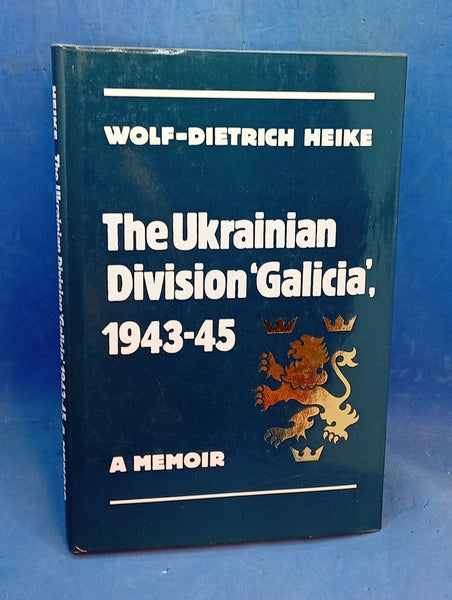 WOLF-DIETRICH HEIKE
The Ukrainian
Division ‘Galicia’,
1943-45
A MEMOIR
HEIKE The Ukrainian Division ‘Galicia’ 1943-45 A MEMOIR